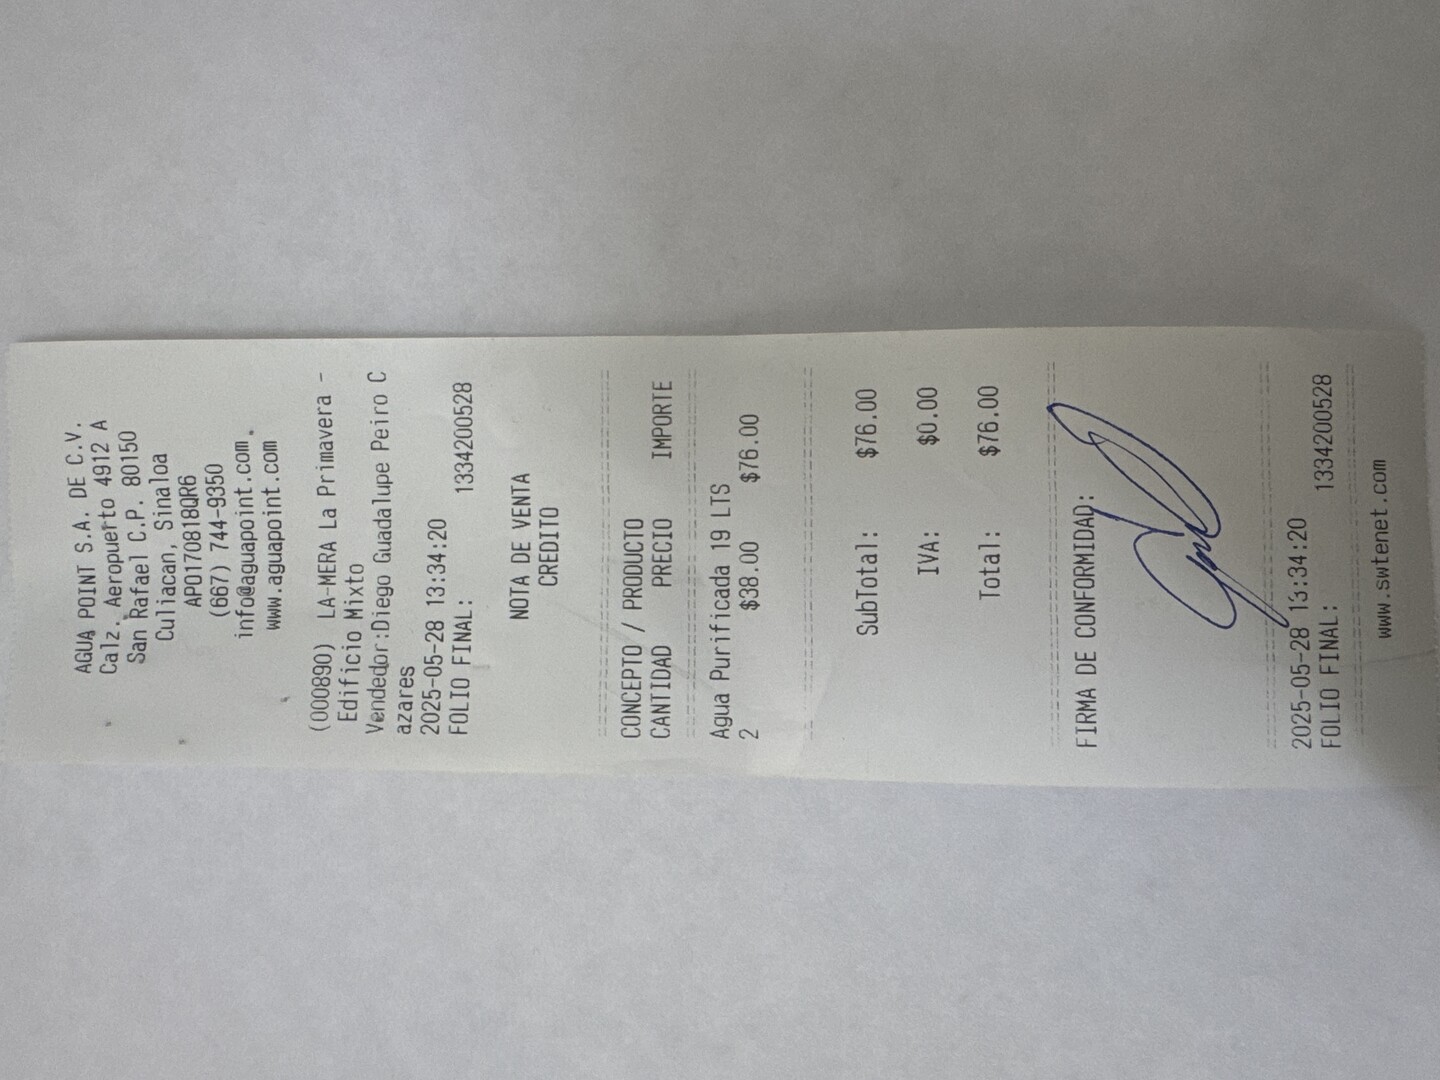 AGUA POINT S.A. DE C.V.
Calz. Aeropuerto 4912 A
San Rafael C.P. 80150
Culiacan, Sinaloa
APO170818QR6
(667) 744-9350
info@aguapoint.com
www.aguapoint.com
(000890) LA-MERA La Primavera -
Edificio Mixto
Vendedor:Diego Guadalupe Peiro C
azares
2025-05-28 13:34:20
FOLIO FINAL: 1334200528
NOTA DE VENTA
CREDITO
CONCEPTO / PRODUCTO
CANTIDAD PRECIO IMPORTE
Agua Purificada 19 LTS
2 $38.00 $76.00
SubTotal: $76.00
IVA: $0.00
Total: $76.00
FIRMA DE CONFORMIDAD:
2025-05-28 13:34:20
FOLIO FINAL: 1334200528
www.swtenet.com